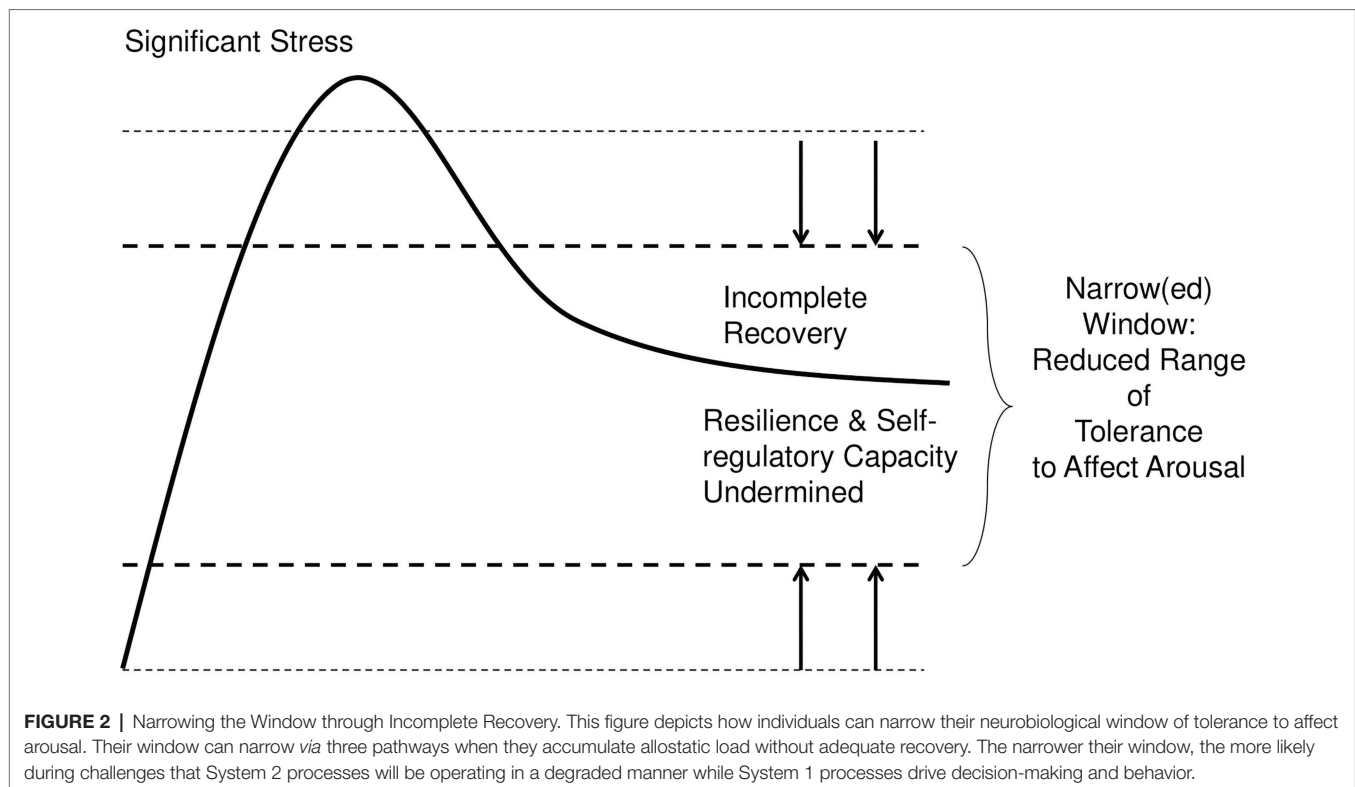 Significant Stress
Incomplete
Recovery
Resilience & Self-
regulatory Capacity
Undermined
Narrow(ed)
Window:
Reduced Range
of
Tolerance
to Affect Arousal
FIGURE 2 | Narrowing the Window through Incomplete Recovery. This figure depicts how individuals can narrow their neurobiological window of tolerance to affect
arousal. Their window can narrow via three pathways when they accumulate allostatic load without adequate recovery. The narrower their window, the more likely
during challenges that System 2 processes will be operating in a degraded manner while System 1 processes drive decision-making and behavior.